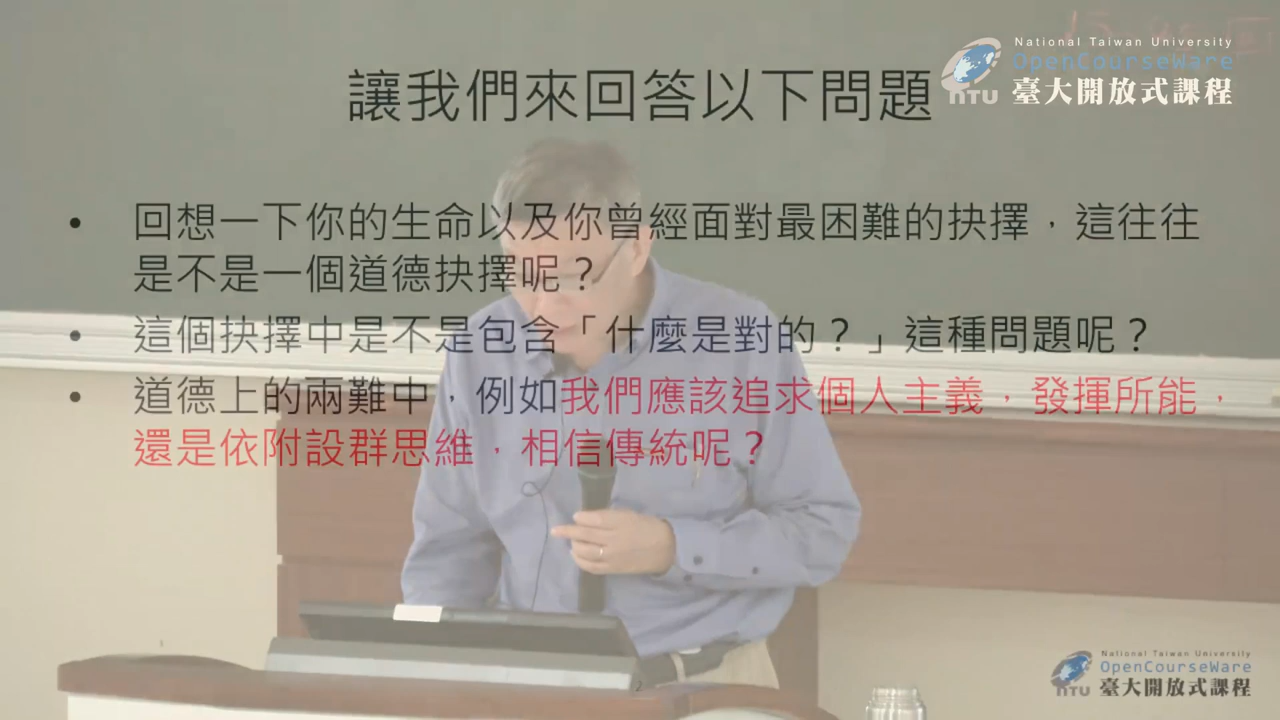 National Taiwan University
OpenCourseWare
NTU 臺大開放式課程
讓我們來回答以下問題
• 回想一下你的生命以及你曾經面對最困難的抉擇，這往往
是不是一個道德抉擇呢？
• 這個抉擇中是不是包含「什麼是對的？」這種問題呢？
• 道德上的兩難中，例如我們應該追求個人主義，發揮所能，
還是依附設群思維，相信傳統呢？
National Taiwan University
OpenCourseWare
NTU 臺大開放式課程